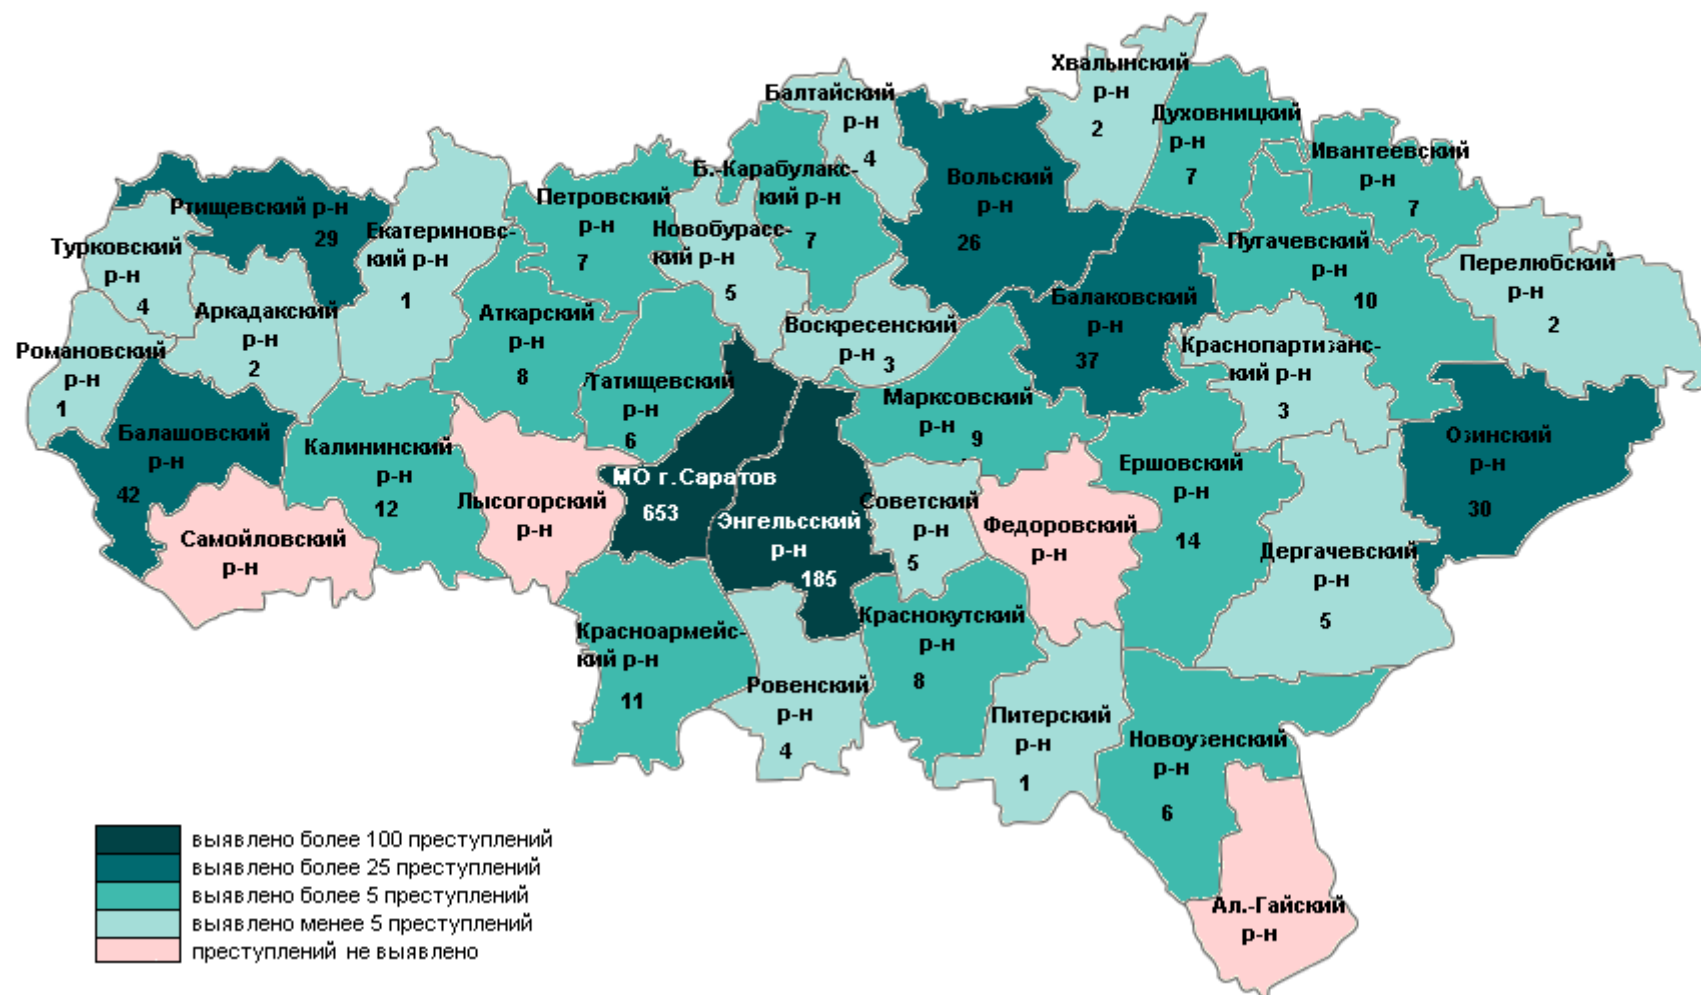 Хвалынский
р-н
2
Балтайский
р-н
4
Духовницкий
р-н
7
Ивантеевский
р-н
7
Б.-Карабулакс-
кий р-н
7
Вольский
р-н
26
Петровский
р-н
7
Ртищевский р-н
29
Екатериновс-
кий р-н
1
Новобурасс-
кий р-н
5
Турковский
р-н
4
Пугачевский
р-н
10
Перелюбский
р-н
2
Аркадакский
р-н
2
Аткарский
р-н
8
Воскресенский
р-н
3
Балаковский
р-н
37
Краснопартизанс-
кий р-н
3
Романовский
р-н
1
Татищевский
р-н
6
Марксовский
р-н
9
Балашовский
р-н
42
Калининский
р-н
12
Озинский
р-н
30
Ершовский
р-н
14
МО г.Саратов
653
Лысогорский
р-н
Энгельсский
р-н
185
Советский
р-н
5
Федоровский
р-н
Самойловский
р-н
Дергачевский
р-н
5
Красноармейс-
кий р-н
11
Краснокутский
р-н
8
Ровенский
р-н
4
Питерский
р-н
1
Новоузенский
р-н
6
Ал.-Гайский
р-н
выявлено более 100 преступлений
выявлено более 25 преступлений
выявлено более 5 преступлений
выявлено менее 5 преступлений
преступлений не выявлено